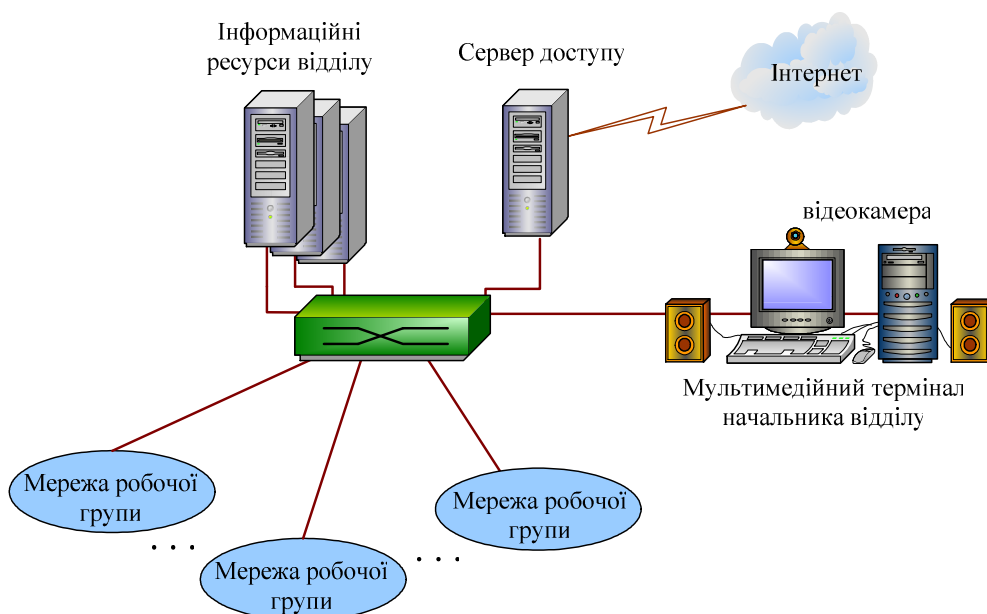 Інформаційні
ресурси відділу
Сервер доступу
Інтернет
відеокамера
Мультимедійний термінал
начальника відділу
Мережа робочої
групи
Мережа робочої
групи
Мережа робочої
групи
. . .
. . .